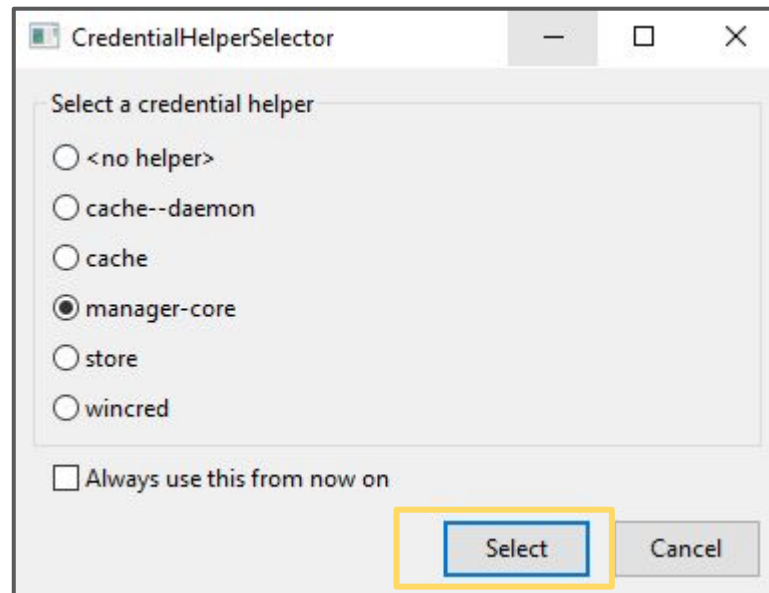 CredentialHelperSelector
Select a credential helper
<no helper>
cache--daemon
cache
manager-core
store
wincred
Always use this from now on
Select
Cancel